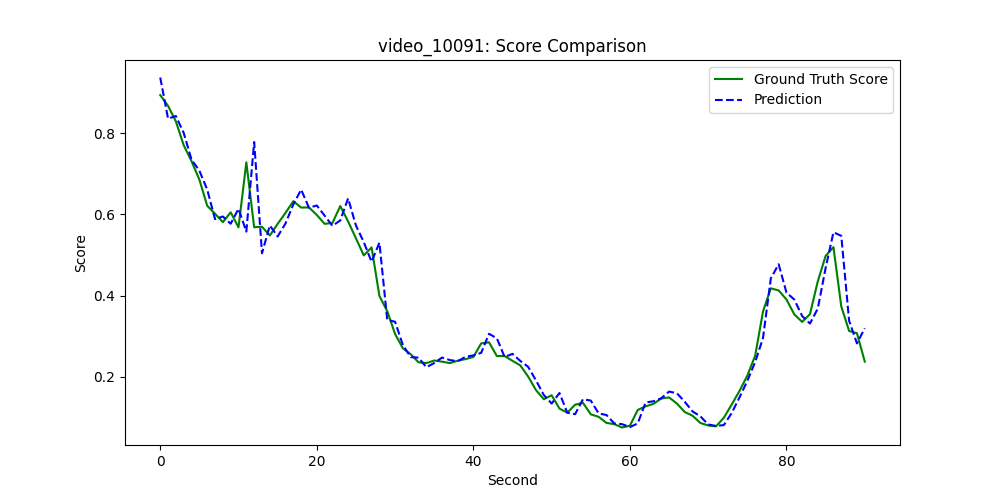 video_10091: Score Comparison
Ground Truth Score
Prediction
Score
0.8
0.6
0.4
0.2
0 20 40 60 80
Second